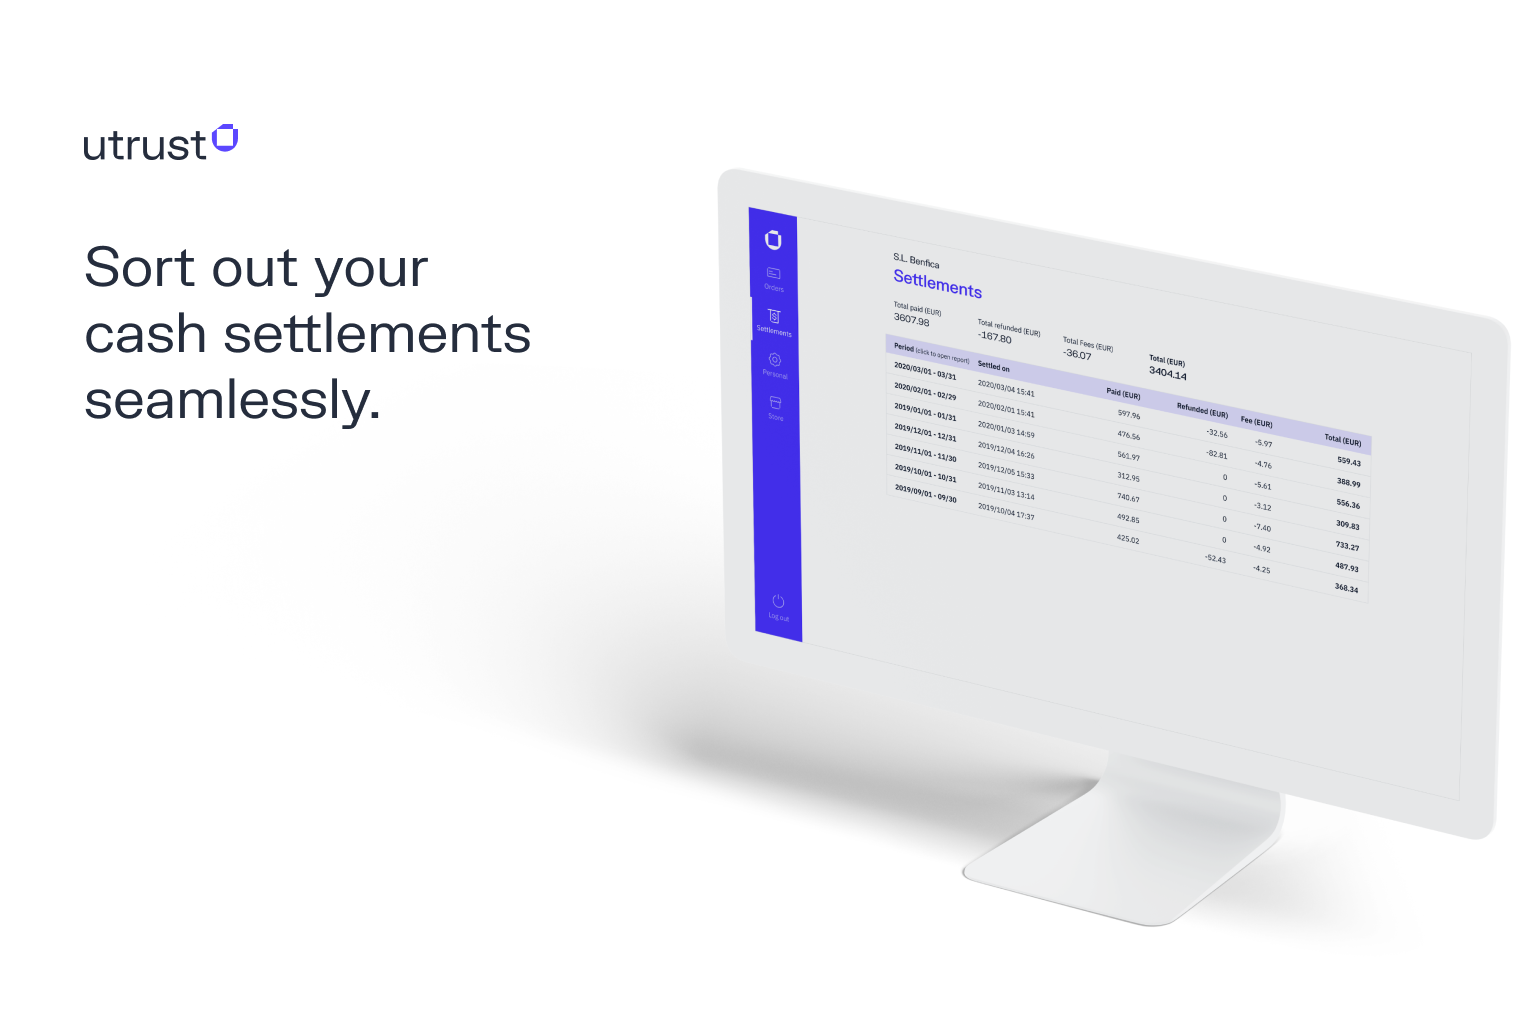 utrust
Sort out your
cash settlements
seamlessly.
Orders
Settlements
Personal
Store
Log out
S.L. Benfica
Settlements
Total paid (EUR) Total refunded (EUR) Total Fees (EUR) Total (EUR)
3607.98 -167.80 -36.07 3404.14
Period (click to open report) Settled on Paid (EUR) Refunded (EUR) Fee (EUR) Total (EUR)
2020/03/01 - 03/31 2020/03/04 15:41 597.96 -32.56 -5.97 559.43
2020/02/01 - 02/29 2020/02/01 15:41 476.56 -82.81 -4.76 388.99
2019/01/01 - 01/31 2020/01/03 14:59 561.97 0 -5.61 556.36
2019/12/01 - 12/31 2019/12/04 16:26 312.95 0 -3.12 309.83
2019/11/01 - 11/30 2019/12/05 15:33 740.67 0 -7.40 733.27
2019/10/01 - 10/31 2019/11/03 13:14 492.85 0 -4.92 487.93
2019/09/01 - 09/30 2019/10/04 17:37 425.02 -52.43 -4.25 368.34